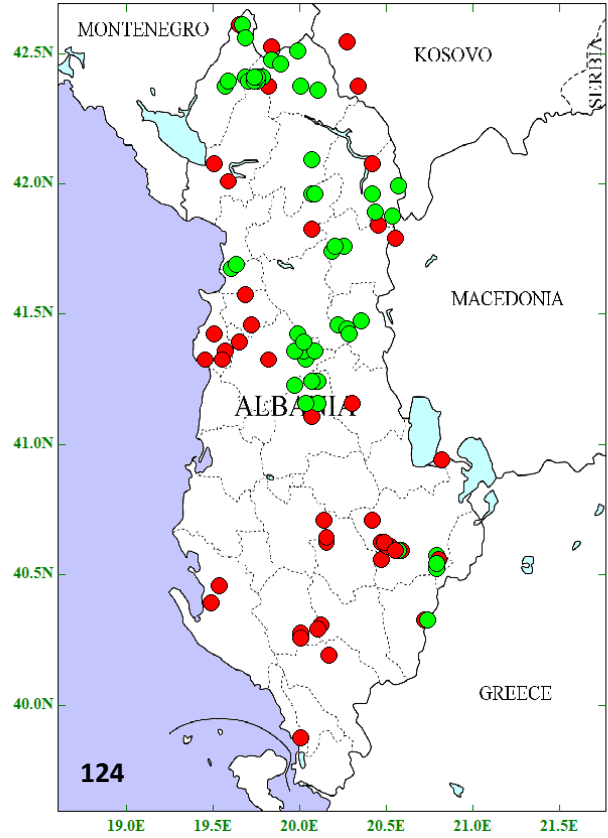 MONTENEGRO
KOSOVO
SERBIA
42.5N
42.0N
41.5N
MACEDONIA
ALBANIA
41.0N
40.5N
40.0N
GREECE
124
19.0E 19.5E 20.0E 20.5E 21.0E 21.5E